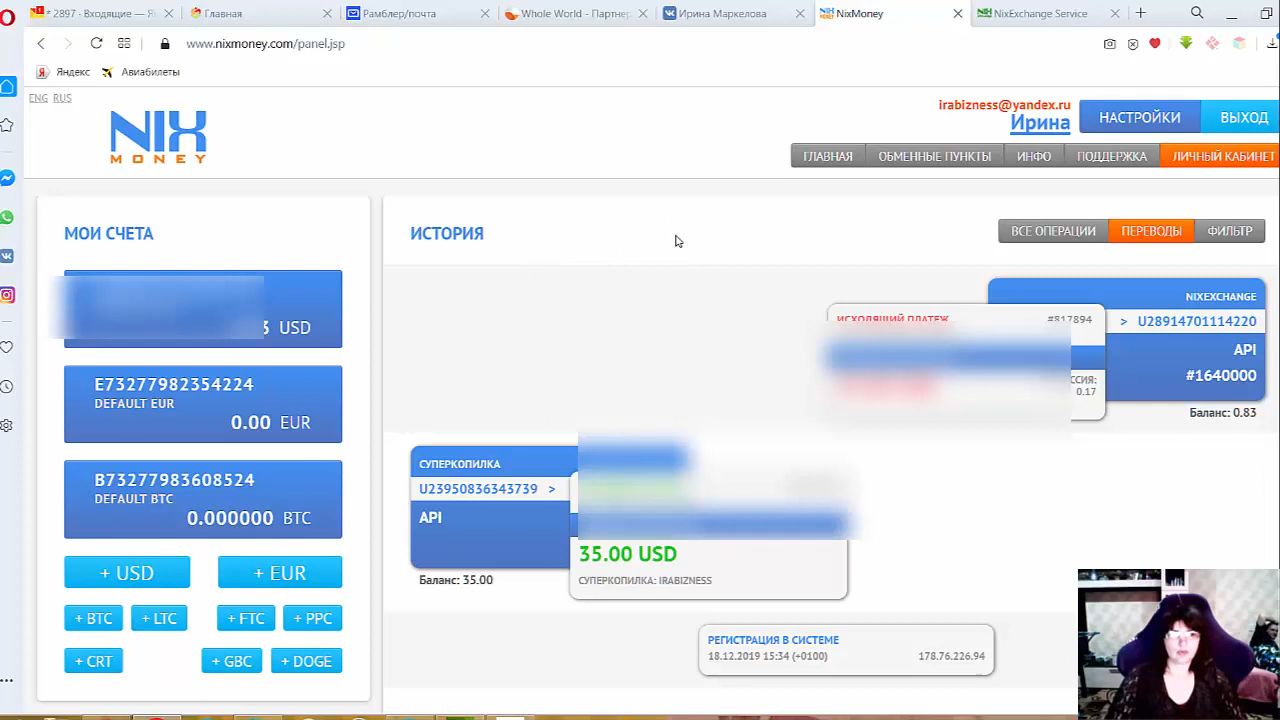 * 2897 · Входящие — Я
Главная
Рамблер/почта
Whole World - Партнер
Ирина Маркелова
NixMoney
NixExchange Service
www.nixmoney.com/panel.jsp
Яндекс
Авиабилеты
ENG RUS
NIX
MONEY
irabizness@yandex.ru
Ирина
НАСТРОЙКИ
ВЫХОД
ГЛАВНАЯ
ОБМЕННЫЕ ПУНКТЫ
ИНФО
ПОДДЕРЖКА
ЛИЧНЫЙ КАБИНЕТ
МОИ СЧЕТА
3 USD
E73277982354224
DEFAULT EUR
0.00 EUR
B73277983608524
DEFAULT BTC
0.000000 BTC
+ USD
+ EUR
+ BTC
+ LTC
+ FTC
+ PPC
+ CRT
+ GBC
+ DOGE
ИСТОРИЯ
ВСЕ ОПЕРАЦИИ
ПЕРЕВОДЫ
ФИЛЬТР
NIXEXCHANGE
ИСХОДЯЩИЙ ПЛАТЕЖ
#817894
> U28914701114220
API
#1640000
ССИЯ:
0.17
Баланс: 0.83
СУПЕРКОПИЛКА
U23950836343739 >
API
35.00 USD
СУПЕРКОПИЛКА: IRABIZNESS
Баланс: 35.00
РЕГИСТРАЦИЯ В СИСТЕМЕ
18.12.2019 15:34 (+0100)
178.76.226.94